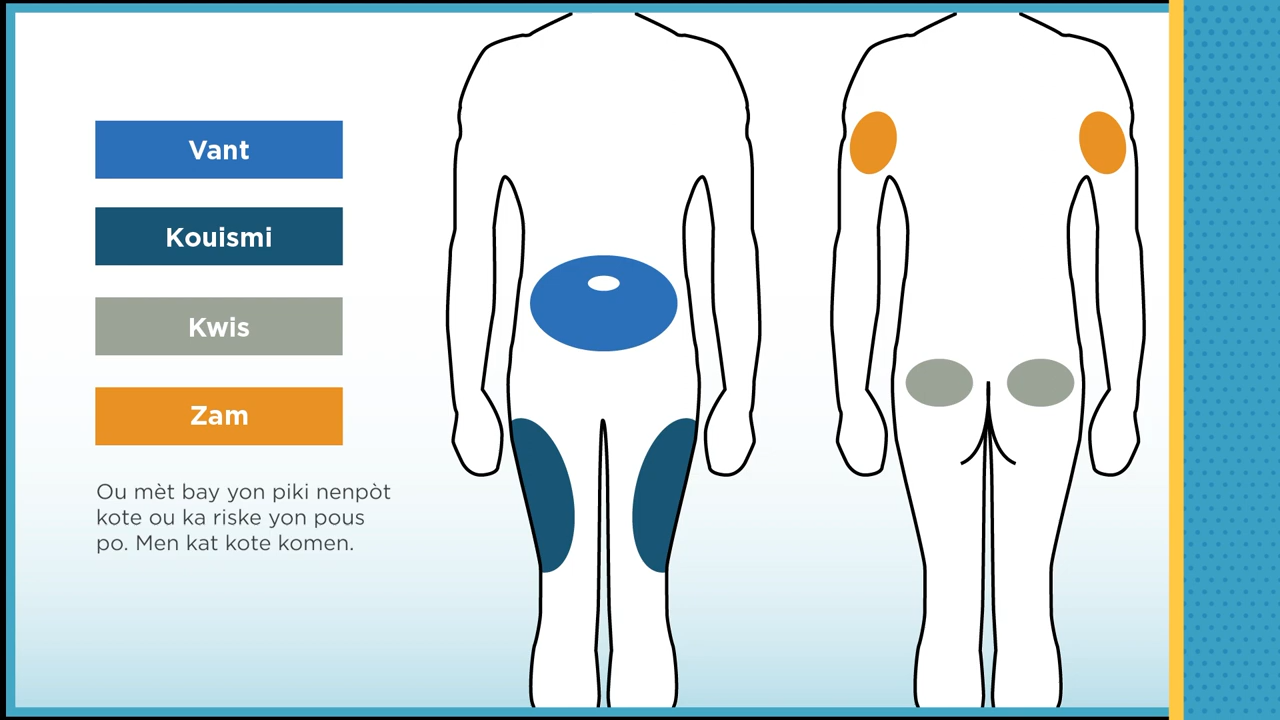 Vant
Kouismi
Kwis
Zam
Ou mèt bay yon piki nenpòt
kote ou ka riske yon pous
po. Men kat kote komen.